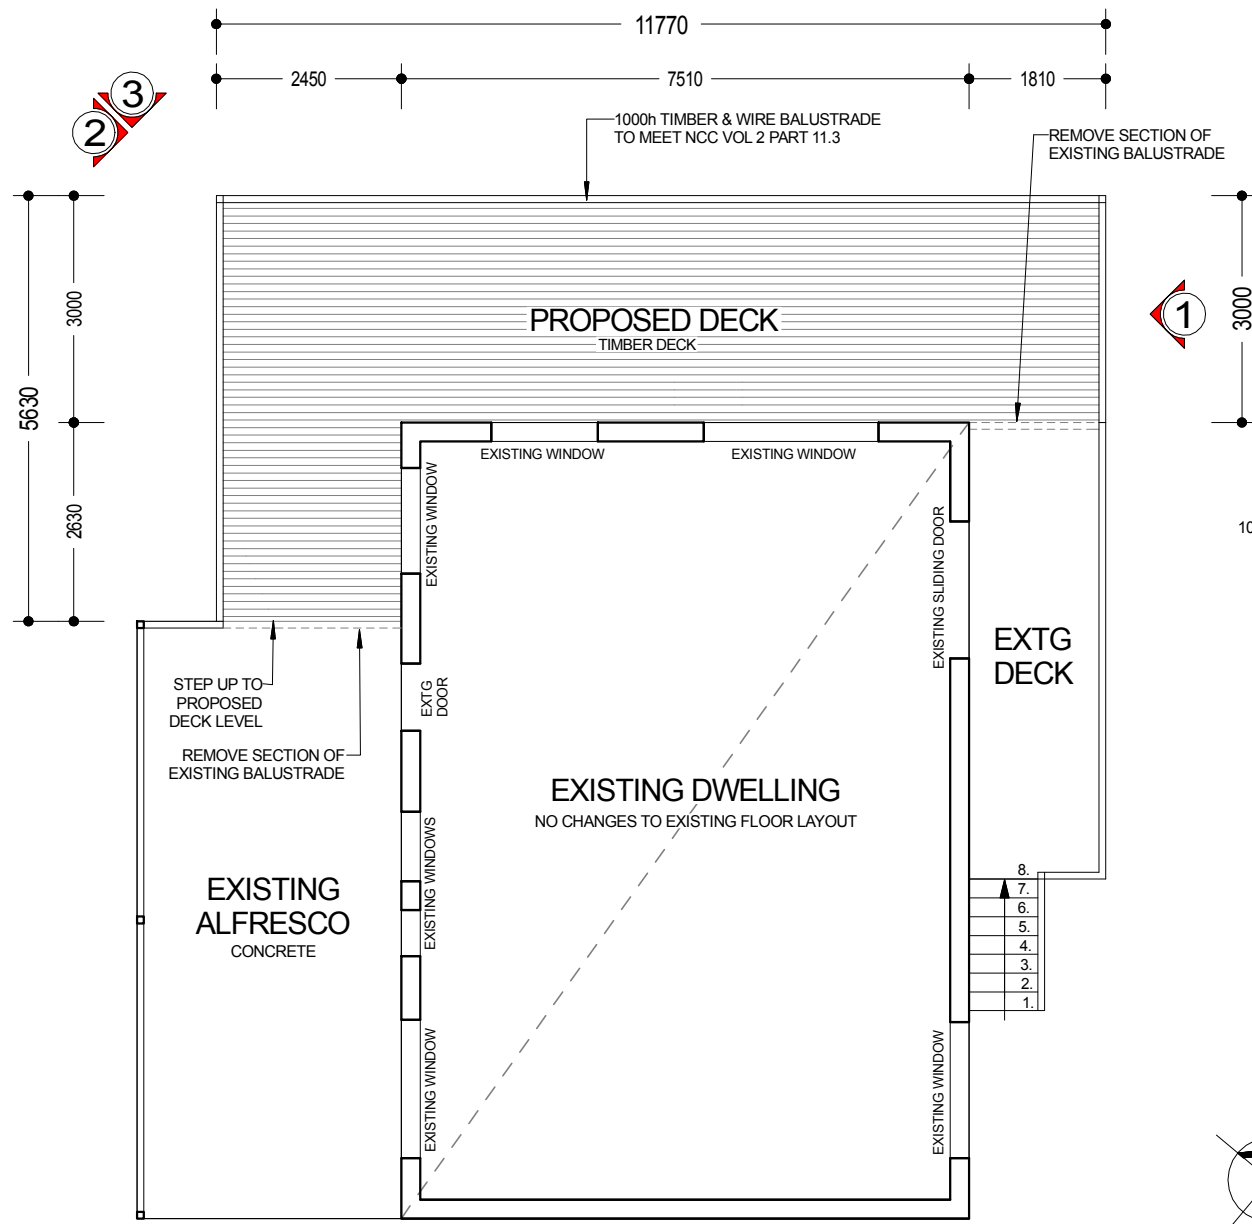 11770
2450
7510
1810
3
2
1000h TIMBER & WIRE BALUSTRADE
TO MEET NCC VOL 2 PART 11.3
REMOVE SECTION OF
EXISTING BALUSTRADE
5630
3000
2630
PROPOSED DECK
TIMBER DECK
1
3000
EXISTING WINDOW
EXISTING WINDOW
EXISTING WINDOW
EXISTING SLIDING DOOR
10
EXTG
DECK
STEP UP TO
PROPOSED
DECK LEVEL
EXTG
DOOR
REMOVE SECTION OF
EXISTING BALUSTRADE
EXISTING DWELLING
NO CHANGES TO EXISTING FLOOR LAYOUT
EXISTING WINDOWS
EXISTING
ALFRESCO
CONCRETE
8.
7.
6.
5.
4.
3.
2.
1.
EXISTING WINDOW
EXISTING WINDOW